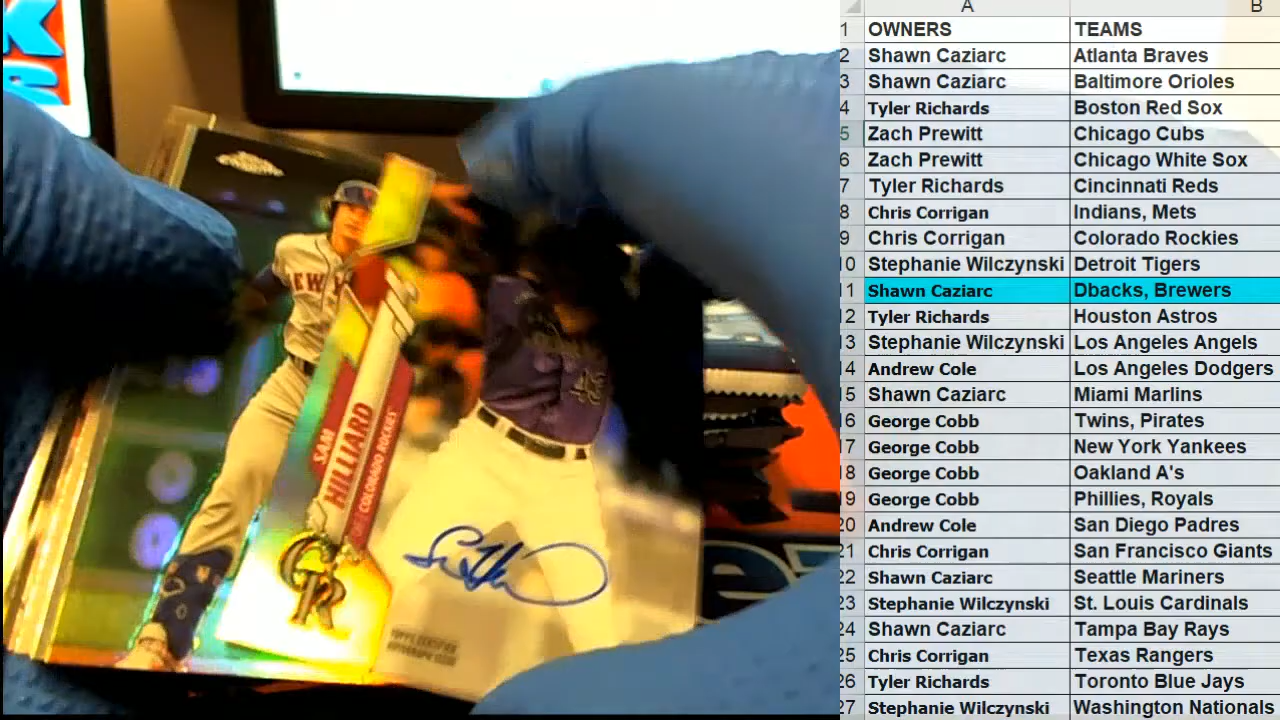 NEW Y
SAM
HILLIARD
COLORADO ROCKIES
CR
TOPPS CERTIFIED
AUTOGRAPH ISSUE
A B
1 OWNERS TEAMS
2 Shawn Caziarc Atlanta Braves
3 Shawn Caziarc Baltimore Orioles
4 Tyler Richards Boston Red Sox
5 Zach Prewitt Chicago Cubs
6 Zach Prewitt Chicago White Sox
7 Tyler Richards Cincinnati Reds
8 Chris Corrigan Indians, Mets
9 Chris Corrigan Colorado Rockies
10 Stephanie Wilczynski Detroit Tigers
11 Shawn Caziarc Dbacks, Brewers
12 Tyler Richards Houston Astros
13 Stephanie Wilczynski Los Angeles Angels
14 Andrew Cole Los Angeles Dodgers
15 Shawn Caziarc Miami Marlins
16 George Cobb Twins, Pirates
17 George Cobb New York Yankees
18 George Cobb Oakland A's
19 George Cobb Phillies, Royals
20 Andrew Cole San Diego Padres
21 Chris Corrigan San Francisco Giants
22 Shawn Caziarc Seattle Mariners
23 Stephanie Wilczynski St. Louis Cardinals
24 Shawn Caziarc Tampa Bay Rays
25 Chris Corrigan Texas Rangers
26 Tyler Richards Toronto Blue Jays
27 Stephanie Wilczynski Washington Nationals